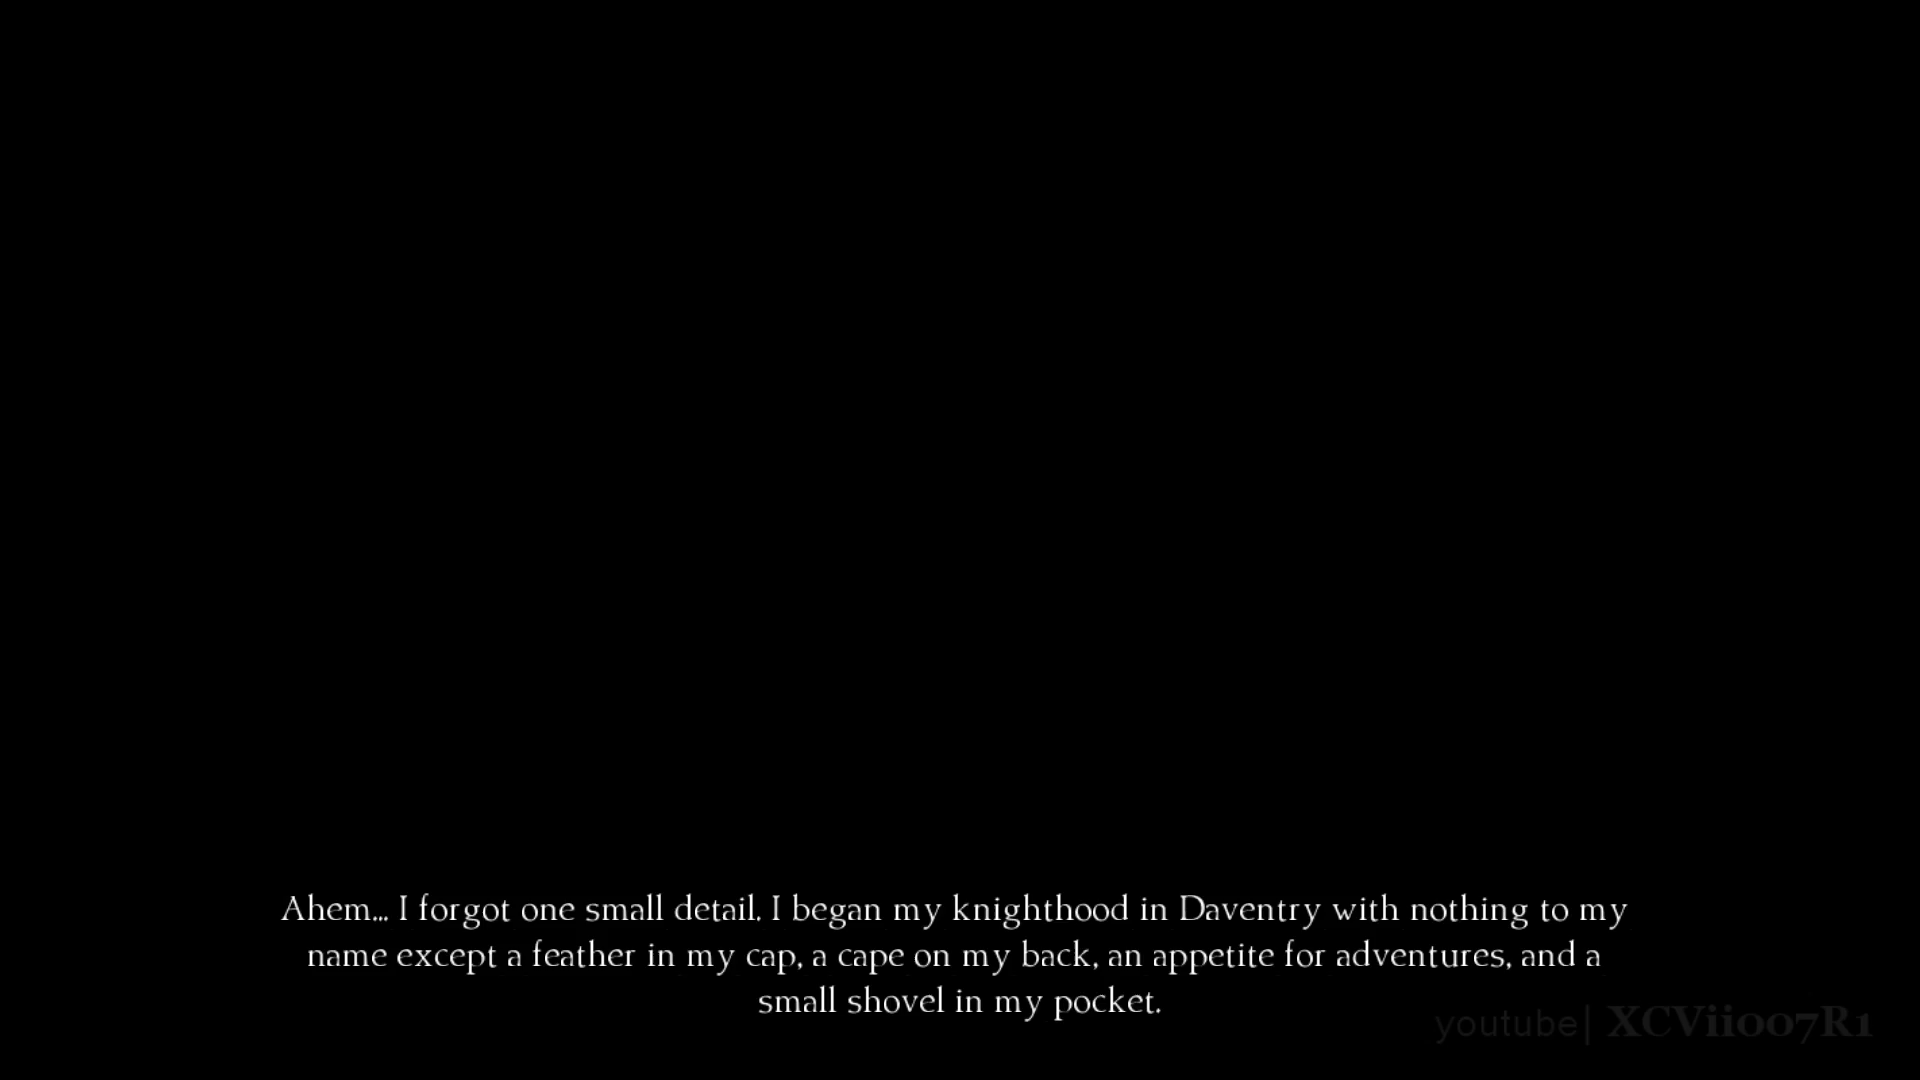 Ahem... I forgot one small detail. I began my knighthood in Daventry with nothing to my
name except a feather in my cap, a cape on my back, an appetite for adventures, and a
small shovel in my pocket.
youtube| XCVii007R1